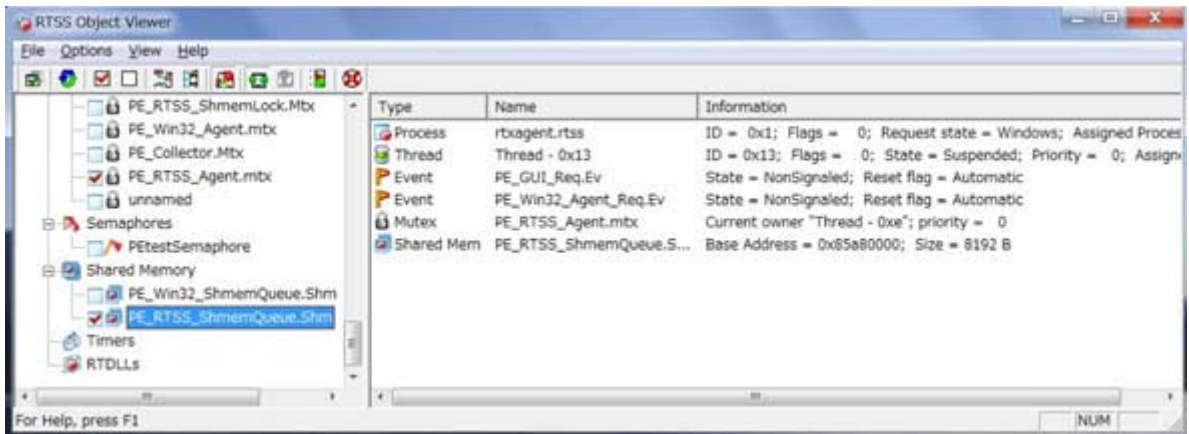 RTSS Object Viewer
File Options View Help
PE_RTSS_ShmemLock.Mtx
PE_Win32_Agent.mtx
PE_Collector.Mtx
PE_RTSS_Agent.mtx
unnamed
Semaphores
PEtestSemaphore
Shared Memory
PE_Win32_ShmemQueue.Shm
PE_RTSS_ShmemQueue.Shm
Timers
RTDLLs
Type Name Information
Process rtxagent.rtss ID = 0x1; Flags = 0; Request state = Windows; Assigned Proces
Thread Thread - 0x13 ID = 0x13; Flags = 0; State = Suspended; Priority = 0; Assign
Event PE_GUI_Req.Ev State = NonSignaled; Reset flag = Automatic
Event PE_Win32_Agent_Req.Ev State = NonSignaled; Reset flag = Automatic
Mutex PE_RTSS_Agent.mtx Current owner "Thread - 0xe"; priority = 0
Shared Mem PE_RTSS_ShmemQueue.S... Base Address = 0x85a80000; Size = 8192 B
For Help, press F1 NUM